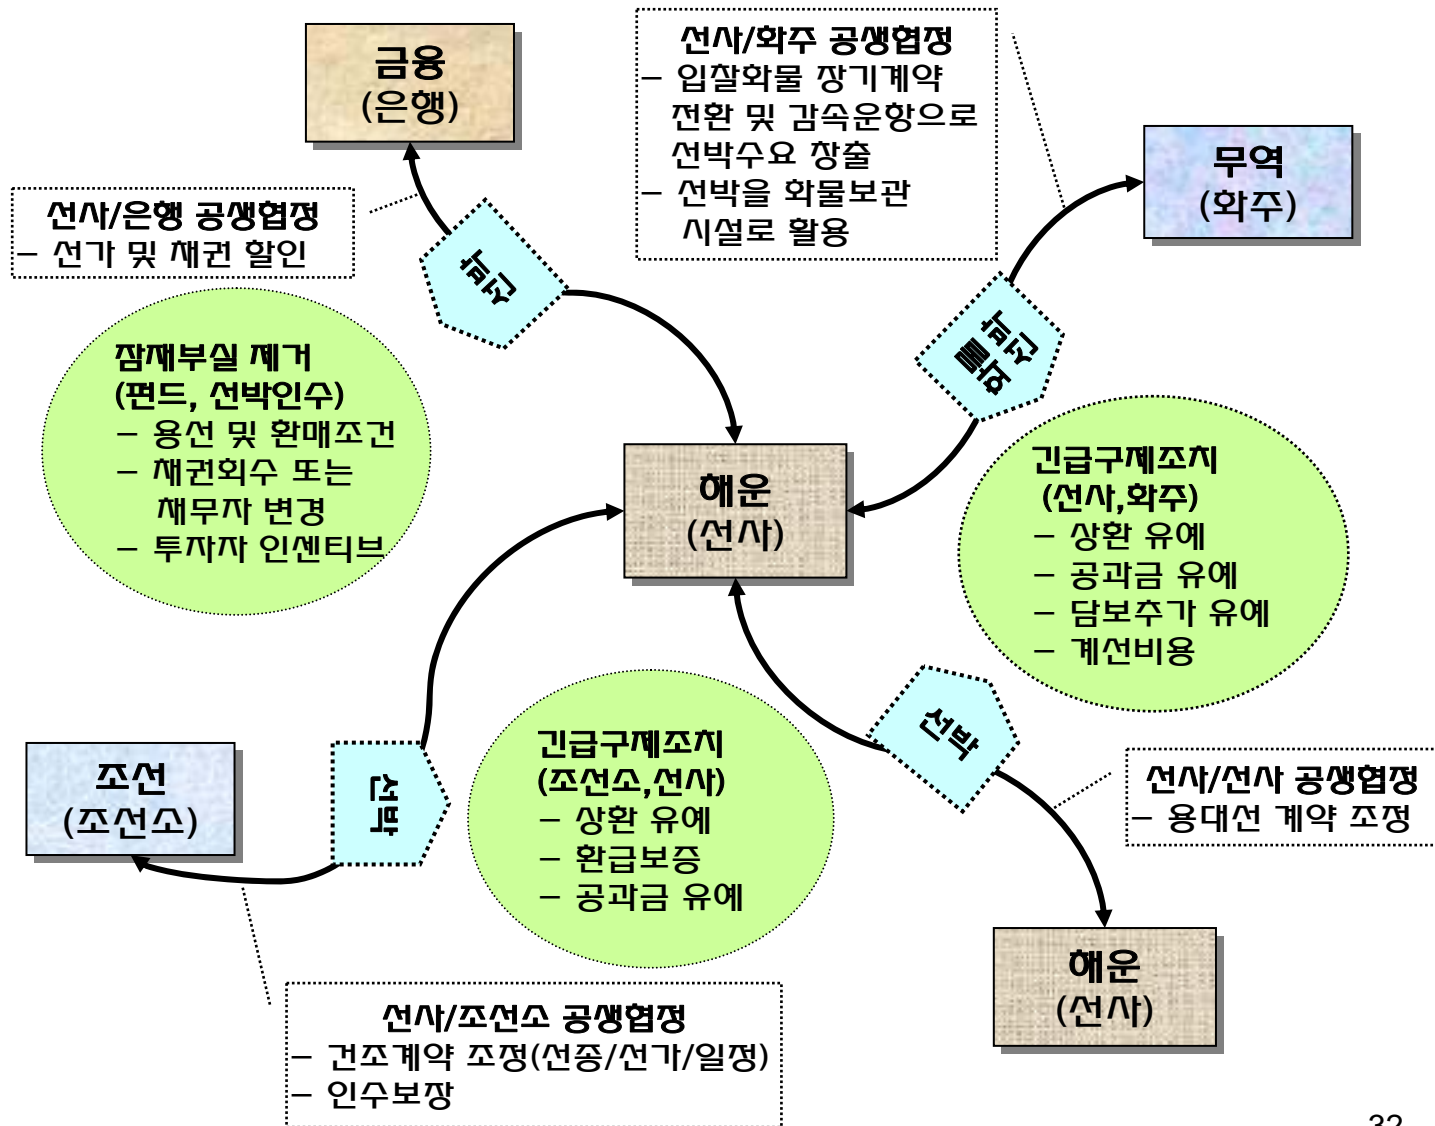 금융
(은행)
선사/화주 공생협정
– 입찰화물 장기계약
전환 및 감속운항으로
선박수요 창출
– 선박을 화물보관
시설로 활용
무역
(화주)
선사/은행 공생협정
– 선가 및 채권 할인
선박
선박
화물
잠재부실 제거
(펀드, 선박인수)
– 용선 및 환매조건
– 채권회수 또는
채무자 변경
– 투자자 인센티브
해운
(선사)
긴급구제조치
(선사,화주)
– 상환 유예
– 공과금 유예
– 담보추가 유예
– 계선비용
조선
(조선소)
선박
긴급구제조치
(조선소,선사)
– 상환 유예
– 환급보증
– 공과금 유예
선박
선사/선사 공생협정
– 용대선 계약 조정
해운
(선사)
선사/조선소 공생협정
– 건조계약 조정(선종/선가/일정)
– 인수보장
32